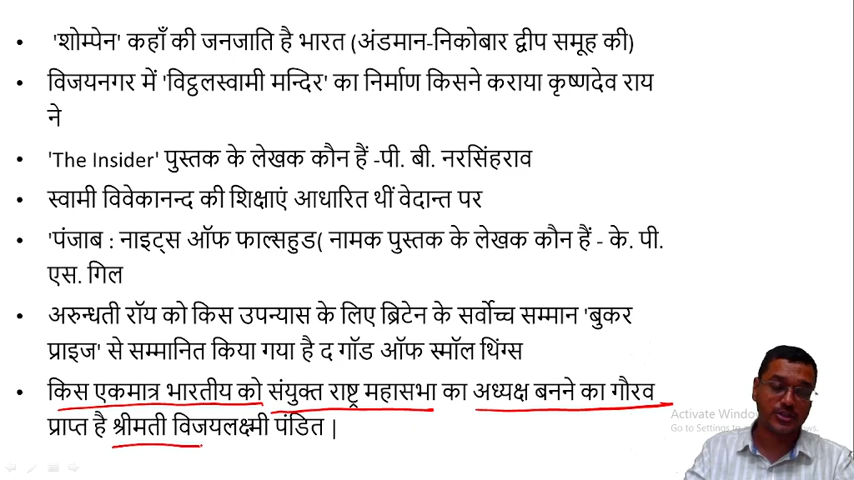 • 'शोम्पेन' कहाँ की जनजाति है भारत (अंडमान-निकोबार द्वीप समूह की)
• विजयनगर में 'विट्ठलस्वामी मन्दिर' का निर्माण किसने कराया कृष्णदेव राय
ने
• 'The Insider' पुस्तक के लेखक कौन हैं -पी. बी. नरसिंहराव
• स्वामी विवेकानन्द की शिक्षाएं आधारित थीं वेदान्त पर
• 'पंजाब : नाइट्स ऑफ फाल्सहुड( नामक पुस्तक के लेखक कौन हैं - के. पी.
एस. गिल
• अरुन्धती रॉय को किस उपन्यास के लिए ब्रिटेन के सर्वोच्च सम्मान 'बुकर
प्राइज' से सम्मानित किया गया है द गॉड ऑफ स्मॉल थिंग्स
• किस एकमात्र भारतीय को संयुक्त राष्ट्र महासभा का अध्यक्ष बनने का गौरव
प्राप्त है श्रीमती विजयलक्ष्मी पंडित |
Activate Windo
Go to Settings to